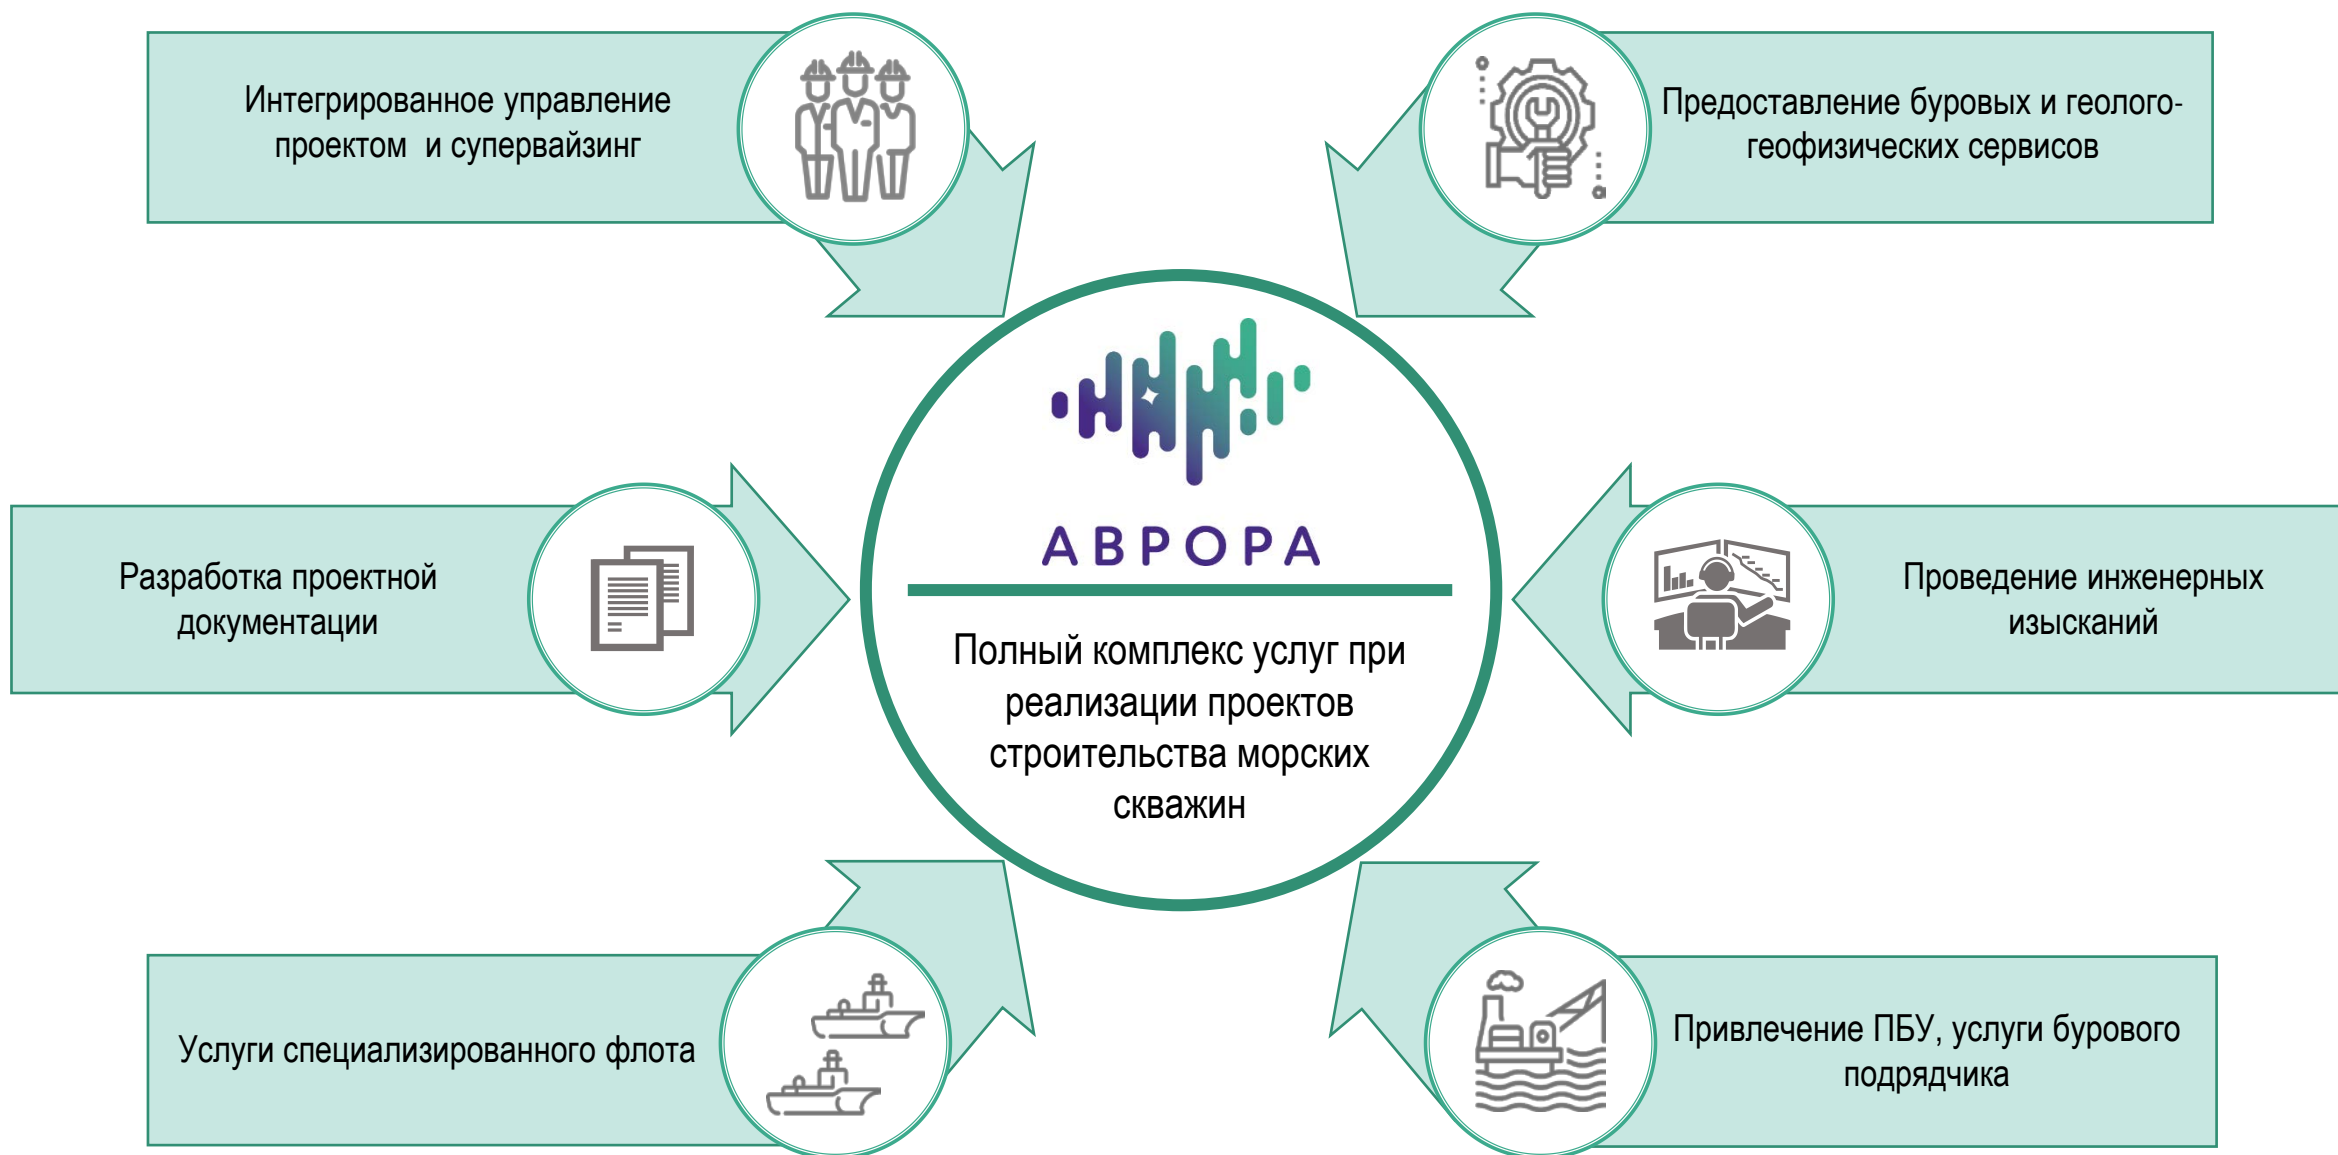 Интегрированное управление
проектом и супервайзинг
Предоставление буровых и геолого-
геофизических сервисов
АВРОРА
Разработка проектной
документации
Проведение инженерных
изысканий
Полный комплекс услуг при
реализации проектов
строительства морских
скважин
Услуги специализированного флота
Привлечение ПБУ, услуги бурового
подрядчика